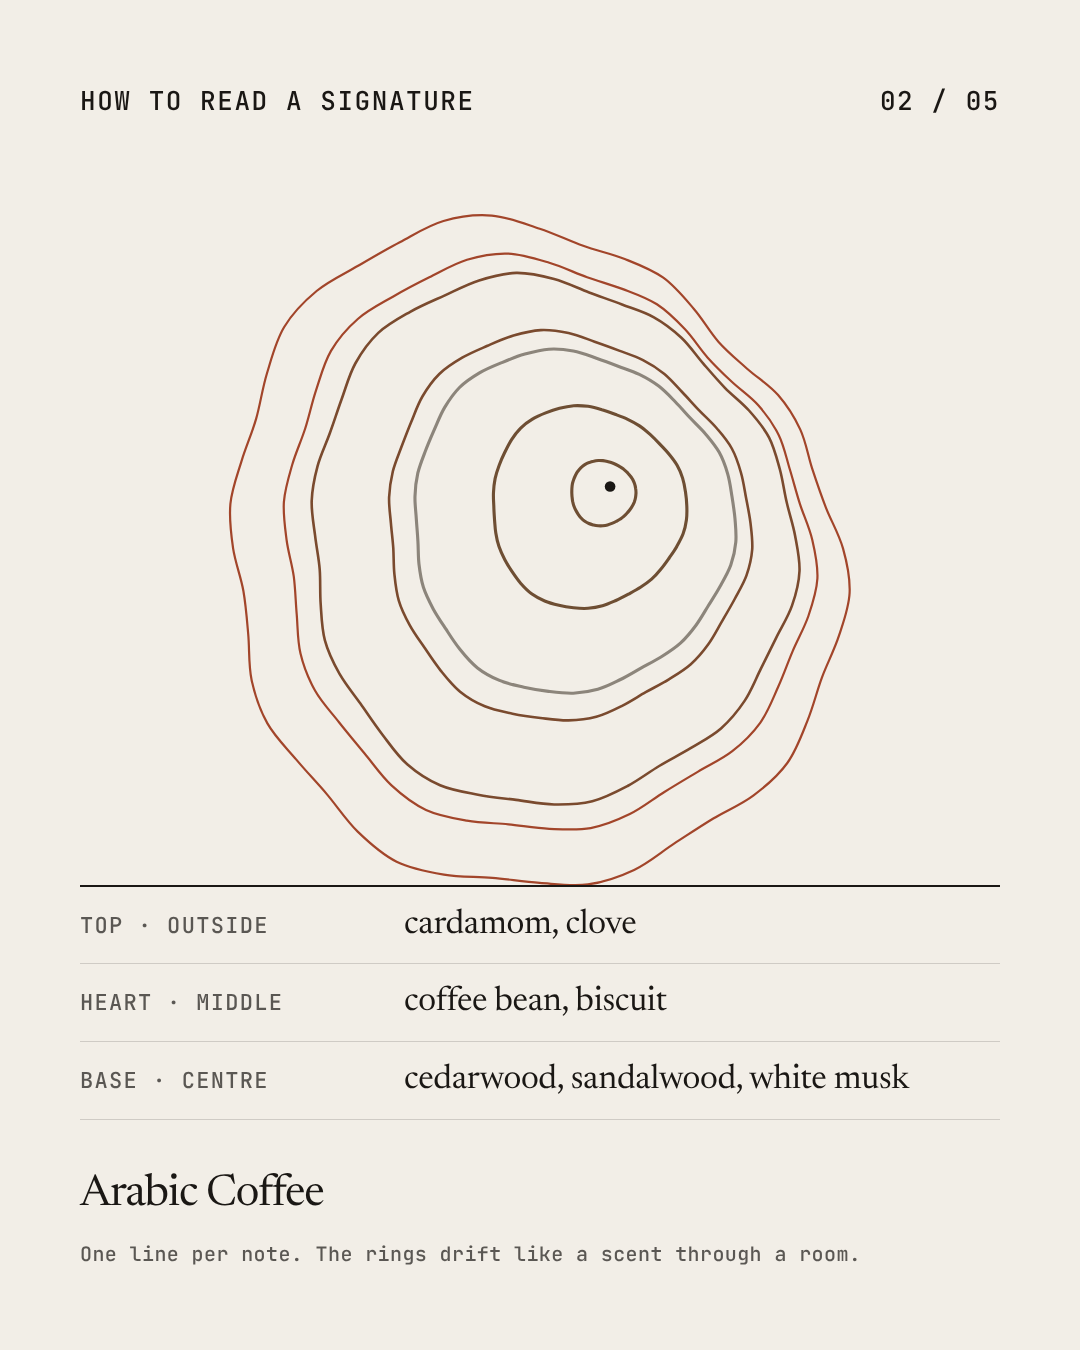 HOW TO READ A SIGNATURE
02 / 05
TOP · OUTSIDE
cardamom, clove
HEART · MIDDLE
coffee bean, biscuit
BASE · CENTRE
cedarwood, sandalwood, white musk
Arabic Coffee
One line per note. The rings drift like a scent through a room.